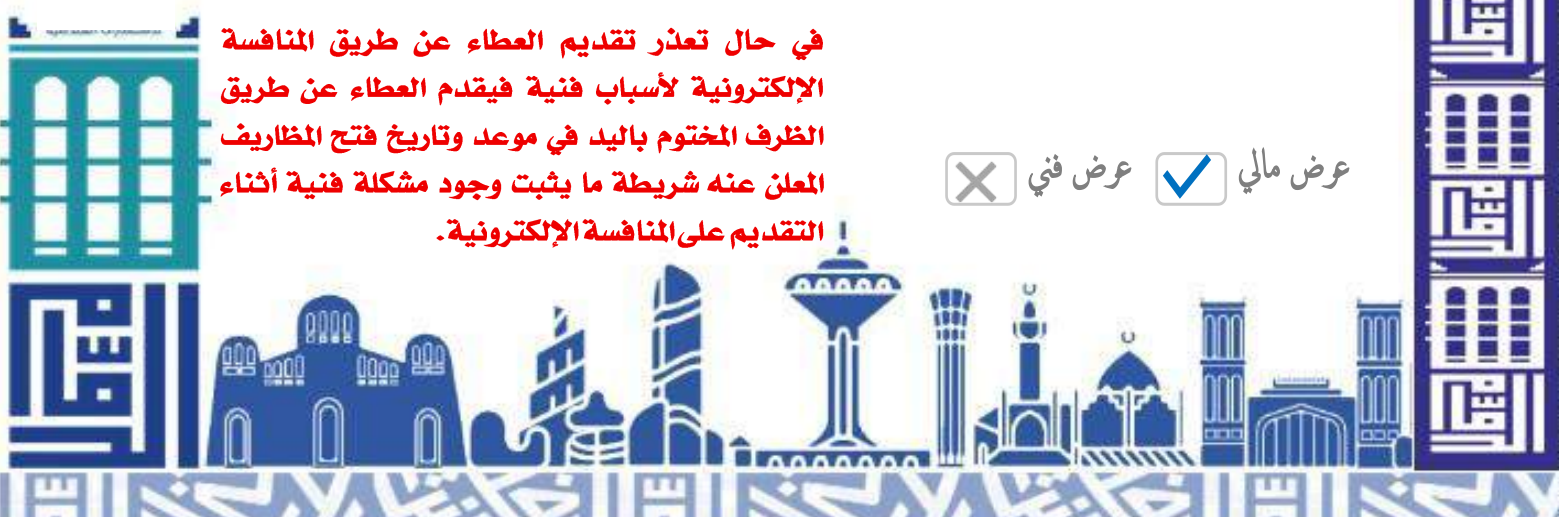 في حال تعذر تقديم العطاء عن طريق المنافسة
الإلكترونية لأسباب فنية فيقدم العطاء عن طريق
الظرف المختوم باليد في موعد وتاريخ فتح المظاريف
المعلن عنه شريطة ما يثبت وجود مشكلة فنية أثناء
التقديم على المنافسة الإلكترونية.
عرض مالي عرض فني